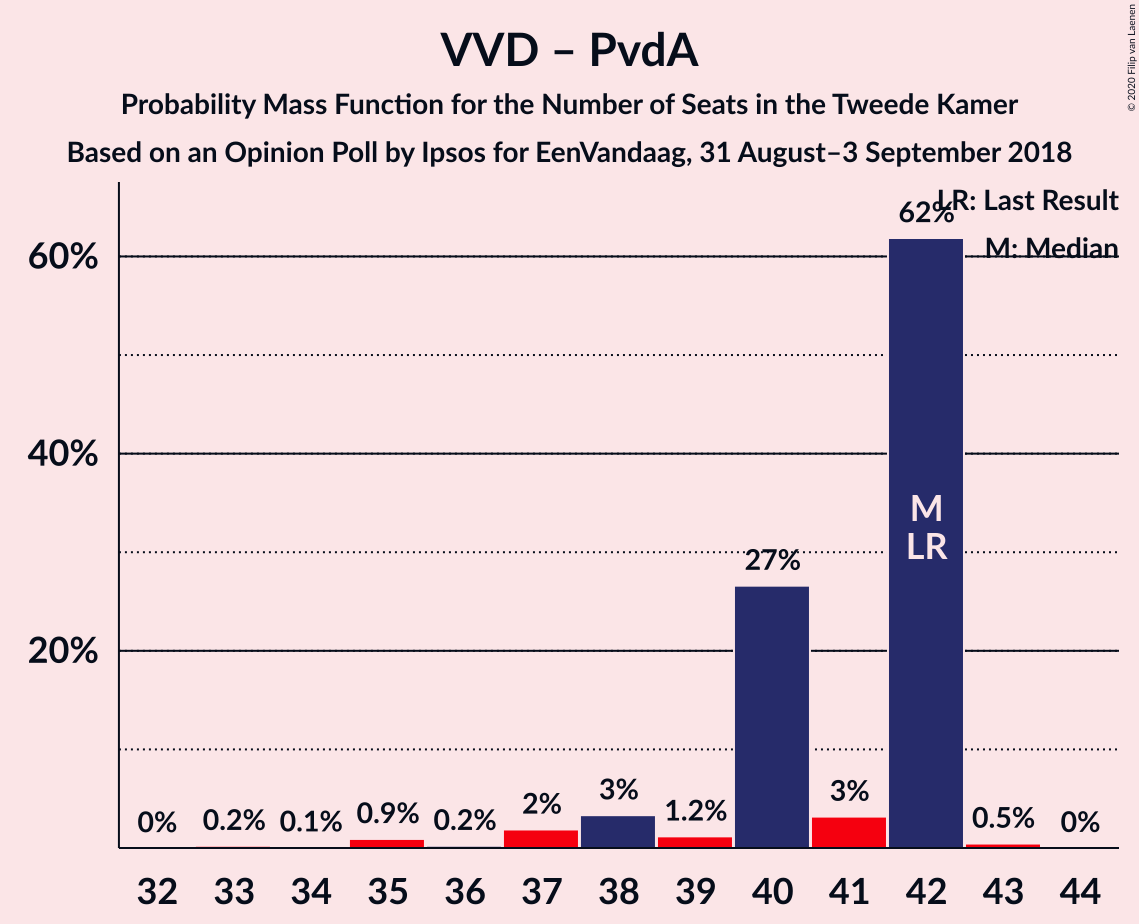 VVD – PvdA
Probability Mass Function for the Number of Seats in the Tweede Kamer
Based on an Opinion Poll by Ipsos for EenVandaag, 31 August–3 September 2018
© 2020 Filip van Laenen
LR: Last Result
M: Median
60%
40%
20%
0%
0.2%
0.1%
0.9%
0.2%
2%
3%
1.2%
27%
3%
62%
0.5%
0%
M
LR
32 33 34 35 36 37 38 39 40 41 42 43 44